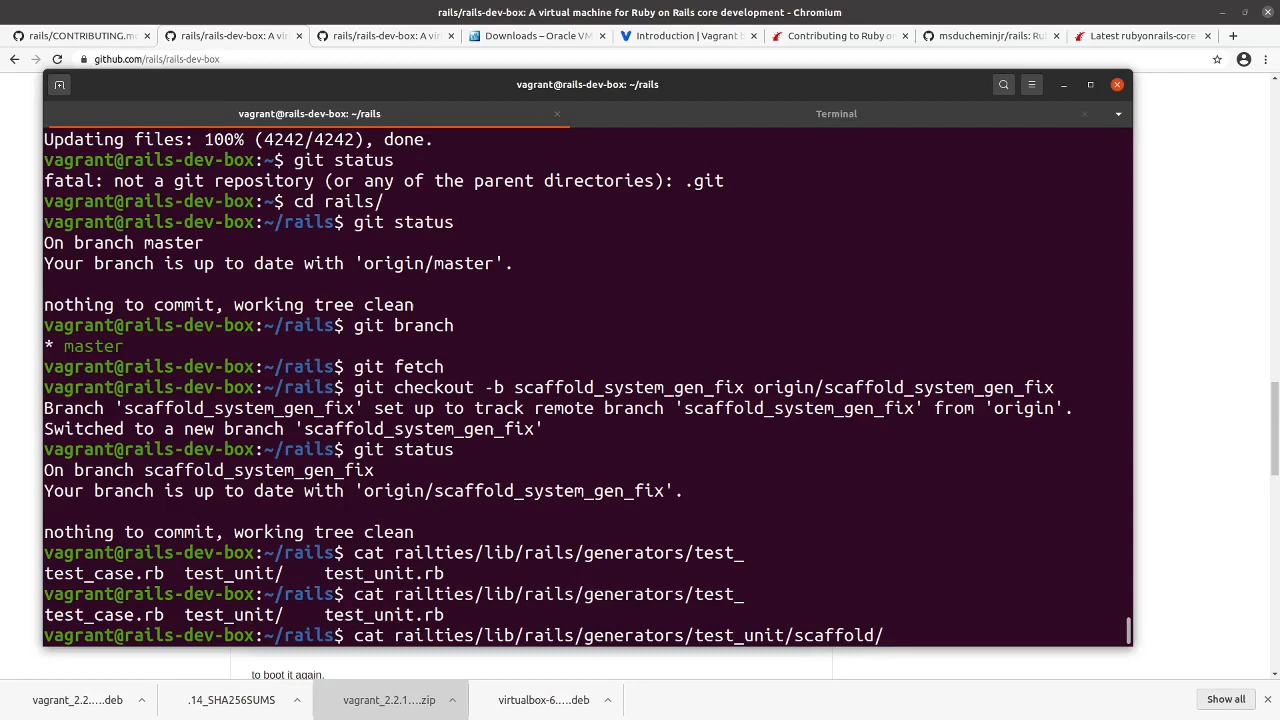 rails/rails-dev-box: A virtual machine for Ruby on Rails core development - Chromium
rails/CONTRIBUTING.mc
rails/rails-dev-box: A vi
rails/rails-dev-box: A vi
Downloads – Oracle VM
Introduction | Vagrant b
Contributing to Ruby on
msducheminjr/rails: Rub
Latest rubyonrails-core
github.com/rails/rails-dev-box
vagrant@rails-dev-box: ~/rails
vagrant@rails-dev-box: ~/rails
Terminal
Updating files: 100% (4242/4242), done.
vagrant@rails-dev-box:~$ git status
fatal: not a git repository (or any of the parent directories): .git
vagrant@rails-dev-box:~$ cd rails/
vagrant@rails-dev-box:~/rails$ git status
On branch master
Your branch is up to date with 'origin/master'.
nothing to commit, working tree clean
vagrant@rails-dev-box:~/rails$ git branch
* master
vagrant@rails-dev-box:~/rails$ git fetch
vagrant@rails-dev-box:~/rails$ git checkout -b scaffold_system_gen_fix origin/scaffold_system_gen_fix
Branch 'scaffold_system_gen_fix' set up to track remote branch 'scaffold_system_gen_fix' from 'origin'.
Switched to a new branch 'scaffold_system_gen_fix'
vagrant@rails-dev-box:~/rails$ git status
On branch scaffold_system_gen_fix
Your branch is up to date with 'origin/scaffold_system_gen_fix'.
nothing to commit, working tree clean
vagrant@rails-dev-box:~/rails$ cat railties/lib/rails/generators/test_
test_case.rb  test_unit/    test_unit.rb
vagrant@rails-dev-box:~/rails$ cat railties/lib/rails/generators/test_
test_case.rb  test_unit/    test_unit.rb
vagrant@rails-dev-box:~/rails$ cat railties/lib/rails/generators/test_unit/scaffold/
to boot it again.
vagrant_2.2.....deb
.14_SHA256SUMS
vagrant_2.2.1....zip
virtualbox-6.....deb
Show all